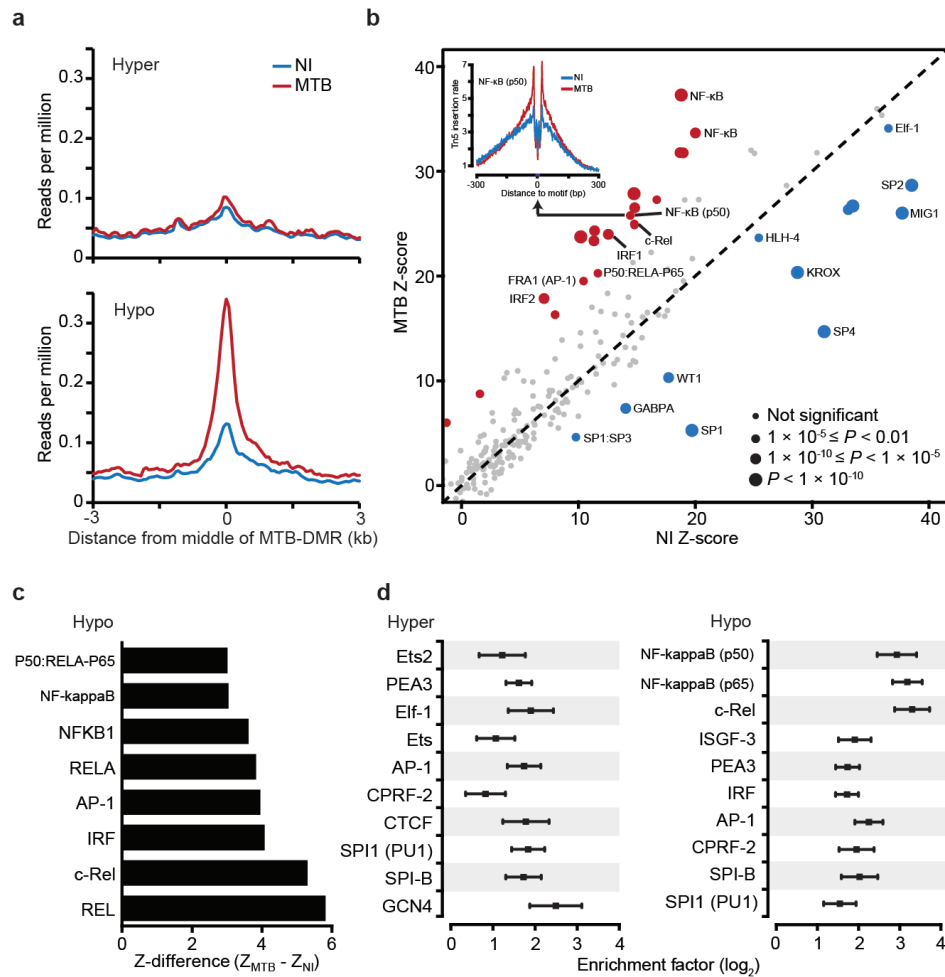 a
Hyper
NI
MTB
Reads per million
0.3
0.2
0.1
0
Hypo
Reads per million
0.3
0.2
0.1
0
-3
0
3
Distance from middle of MTB-DMR (kb)
b
MTB Z-score
40
30
20
10
0
0
10
20
30
40
NI Z-score
NF-κB (p50)
NI
MTB
Tn5 insertion rate
7
6
5
4
3
2
1
-300
0
300
Distance to motif (bp)
NF-κB
NF-κB
Elf-1
SP2
MIG1
NF-κB (p50)
c-Rel
IRF1
HLH-4
P50:RELA-P65
KROX
FRA1 (AP-1)
IRF2
SP4
WT1
GABPA
SP1
SP1:SP3
Not significant
1 × 10⁻⁵ ≤ P < 0.01
1 × 10⁻¹⁰ ≤ P < 1 × 10⁻⁵
P < 1 × 10⁻¹⁰
c
Hypo
P50:RELA-P65
NF-kappaB
NFKB1
RELA
AP-1
IRF
c-Rel
REL
0
2
4
6
Z-difference (Z_MTB - Z_NI)
d
Hyper
Ets2
PEA3
Elf-1
Ets
AP-1
CPRF-2
CTCF
SPI1 (PU1)
SPI-B
GCN4
0
1
2
3
4
Hypo
NF-kappaB (p50)
NF-kappaB (p65)
c-Rel
ISGF-3
PEA3
IRF
AP-1
CPRF-2
SPI-B
SPI1 (PU1)
0
1
2
3
4
Enrichment factor (log₂)